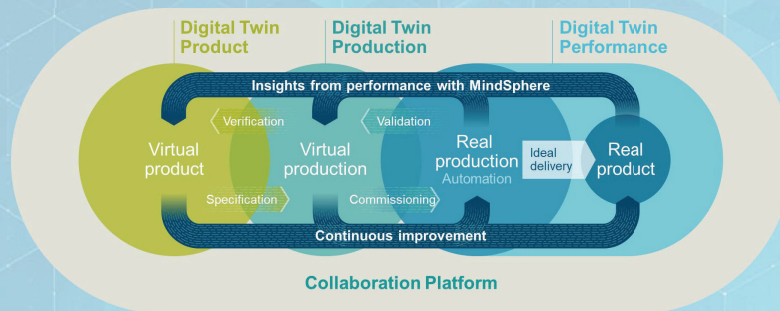 Digital Twin
Product
Digital Twin
Production
Digital Twin
Performance
Insights from performance with MindSphere
Verification
Validation
Virtual
product
Virtual
production
Real
production
Automation
Ideal
delivery
Real
product
Specification
Commissioning
Continuous improvement
Collaboration Platform